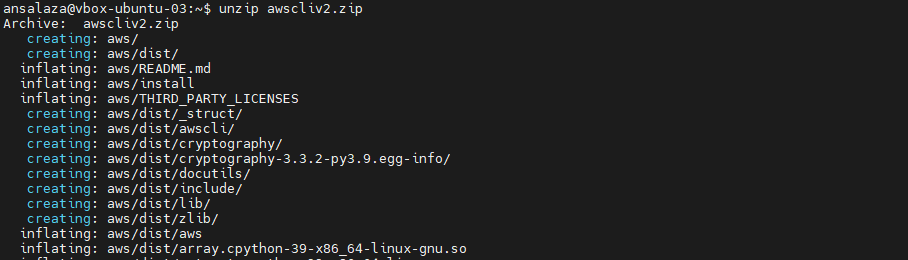 ansalaza@vbox-ubuntu-03:~$ unzip awscliv2.zip
Archive:  awscliv2.zip
   creating: aws/
   creating: aws/dist/
  inflating: aws/README.md
  inflating: aws/install
  inflating: aws/THIRD_PARTY_LICENSES
   creating: aws/dist/_struct/
   creating: aws/dist/awscli/
   creating: aws/dist/cryptography/
   creating: aws/dist/cryptography-3.3.2-py3.9.egg-info/
   creating: aws/dist/docutils/
   creating: aws/dist/include/
   creating: aws/dist/lib/
   creating: aws/dist/zlib/
  inflating: aws/dist/aws
  inflating: aws/dist/array.cpython-39-x86_64-linux-gnu.so